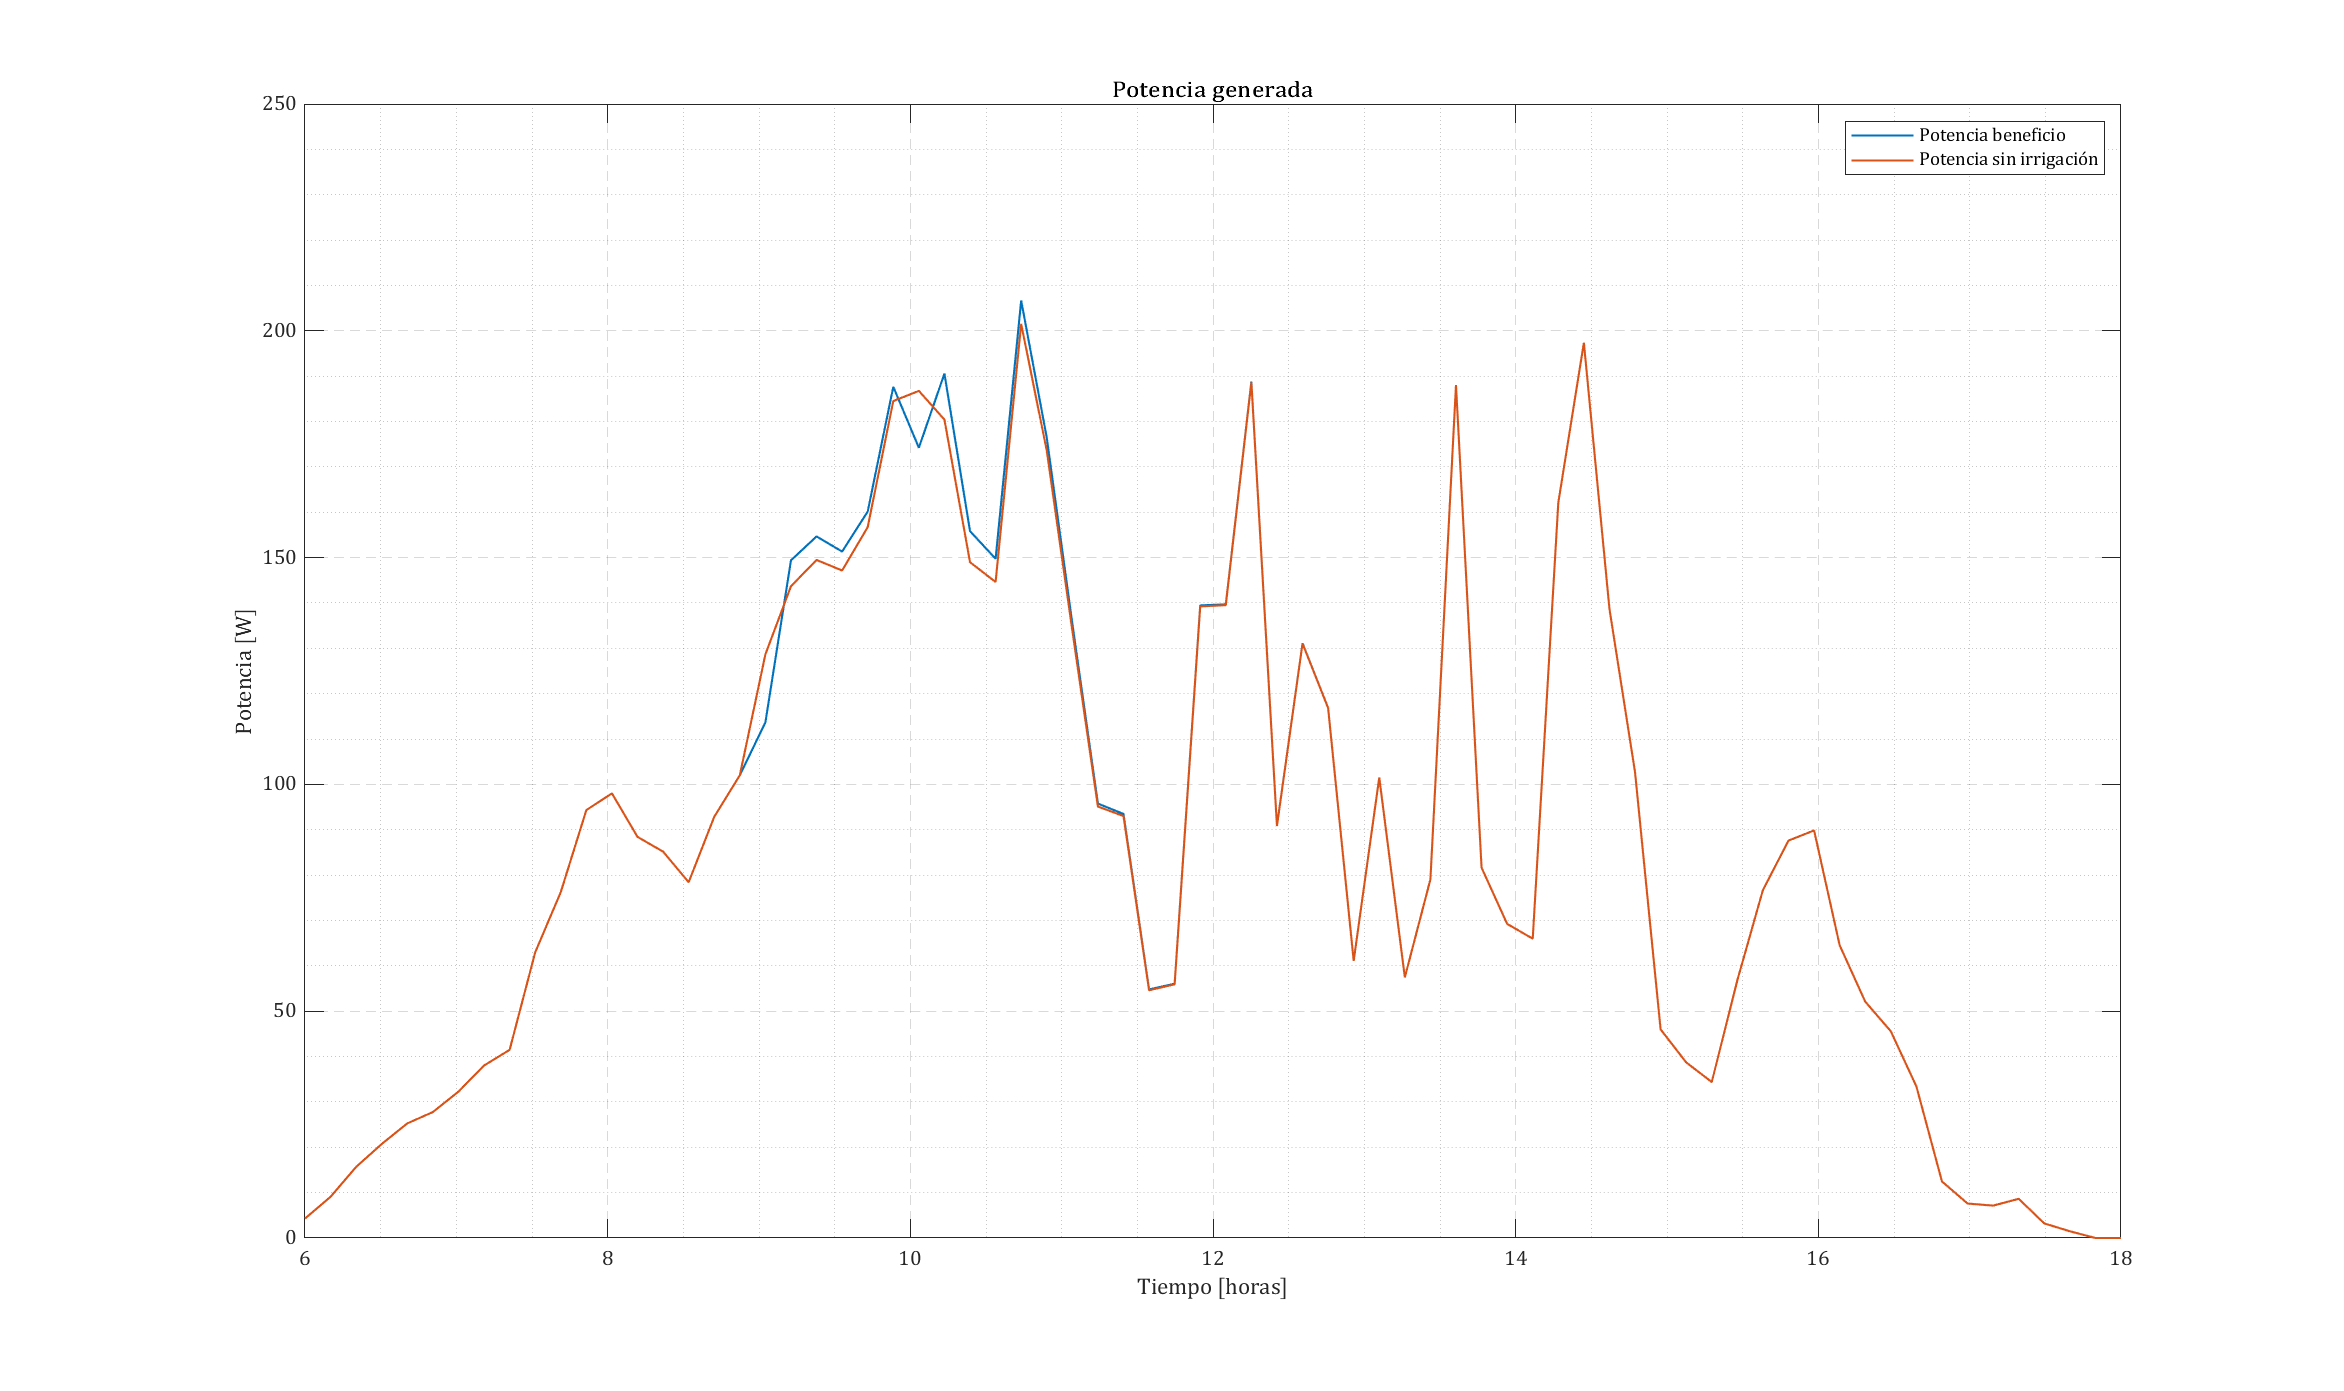 Potencia generada
250
200
150
100
50
0
Potencia [W]
Potencia beneficio
Potencia sin irrigación
6 8 10 12 14 16 18
Tiempo [horas]